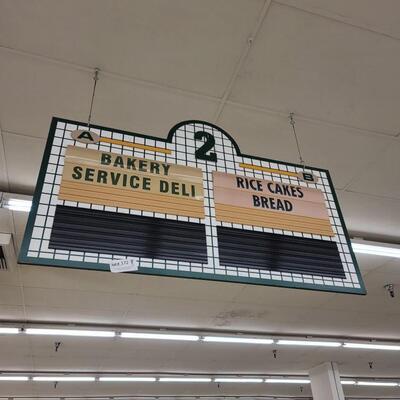 2
A
BAKERY
SERVICE DELI
B
RICE CAKES
BREAD